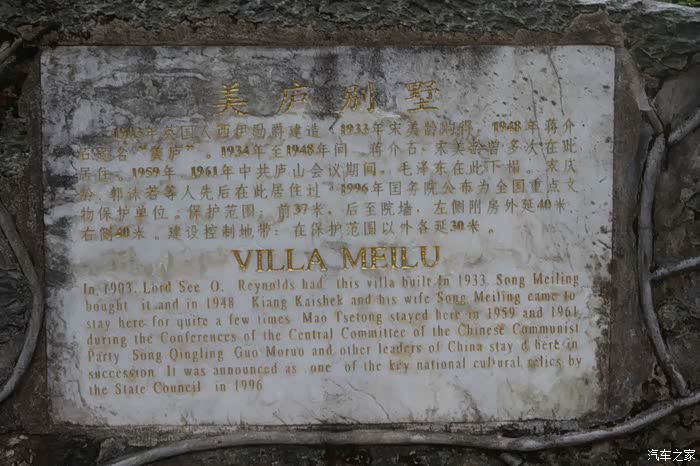 美庐别墅
1903年英国人西伊勋爵建造，1933年宋美龄购得，1948年蒋介
石题名“美庐”。1934年至1948年间，蒋介石、宋美龄曾多次在此
居住。1959年、1961年中共庐山会议期间，毛泽东在此下榻。宋庆
龄、郭沫若等人先后在此居住过。1996年国务院公布为全国重点文
物保护单位。保护范围：前37米，后至院墙，左侧附房外延40米，
右侧40米。建设控制地带：在保护范围以外各延30米。
VILLA MEILU
In 1903, Lord See O. Reynolds had this villa built In 1933 Song Meiling
bought it and in 1948 Kiang Kaishek and his wife Song Meiling came to
stay here for quite a few times Mao Tsetong stayed here in 1959 and 1961
during the Conferences of the Central Committee of the Chinese Communist
Party Song Qingling Guo Moruo and other leaders of China stay d here in
succession. It was announced as one of the key national cultural relics by
the State Council in 1996
汽车之家